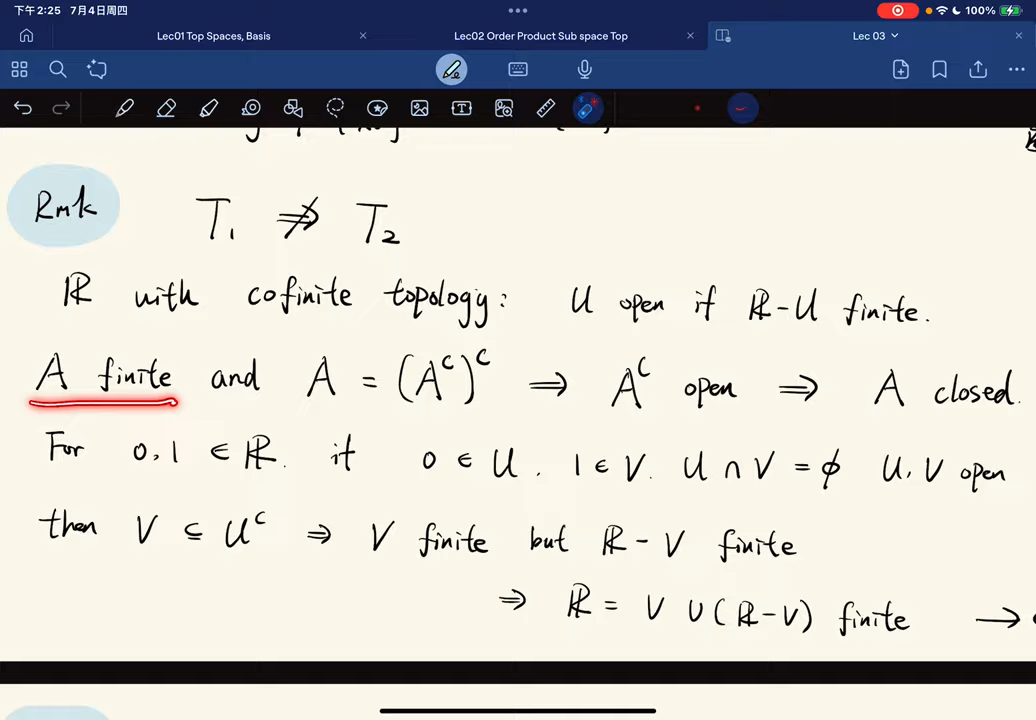 下午2:25 7月4日周四
100%
Lec01 Top Spaces, Basis
Lec02 Order Product Sub space Top
Lec 03
Rmk
T₁ ⇏ T₂
ℝ with cofinite topology: U open if ℝ-U finite.
A finite and A = (Aᶜ)ᶜ ⇒ Aᶜ open ⇒ A closed.
For 0,1 ∈ ℝ. if 0 ∈ U. 1 ∈ V. U ∩ V = ϕ U, V open
then V ⊆ Uᶜ ⇒ V finite but ℝ - V finite
⇒ ℝ = V ∪ (ℝ-V) finite →